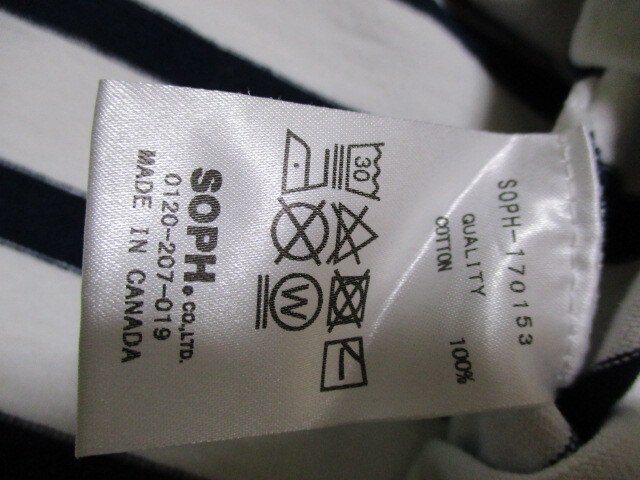 SOPH-170153
QUALITY
COTTON 100%
30
W
SOPH.CO.,LTD.
0120-207-019
MADE IN CANADA